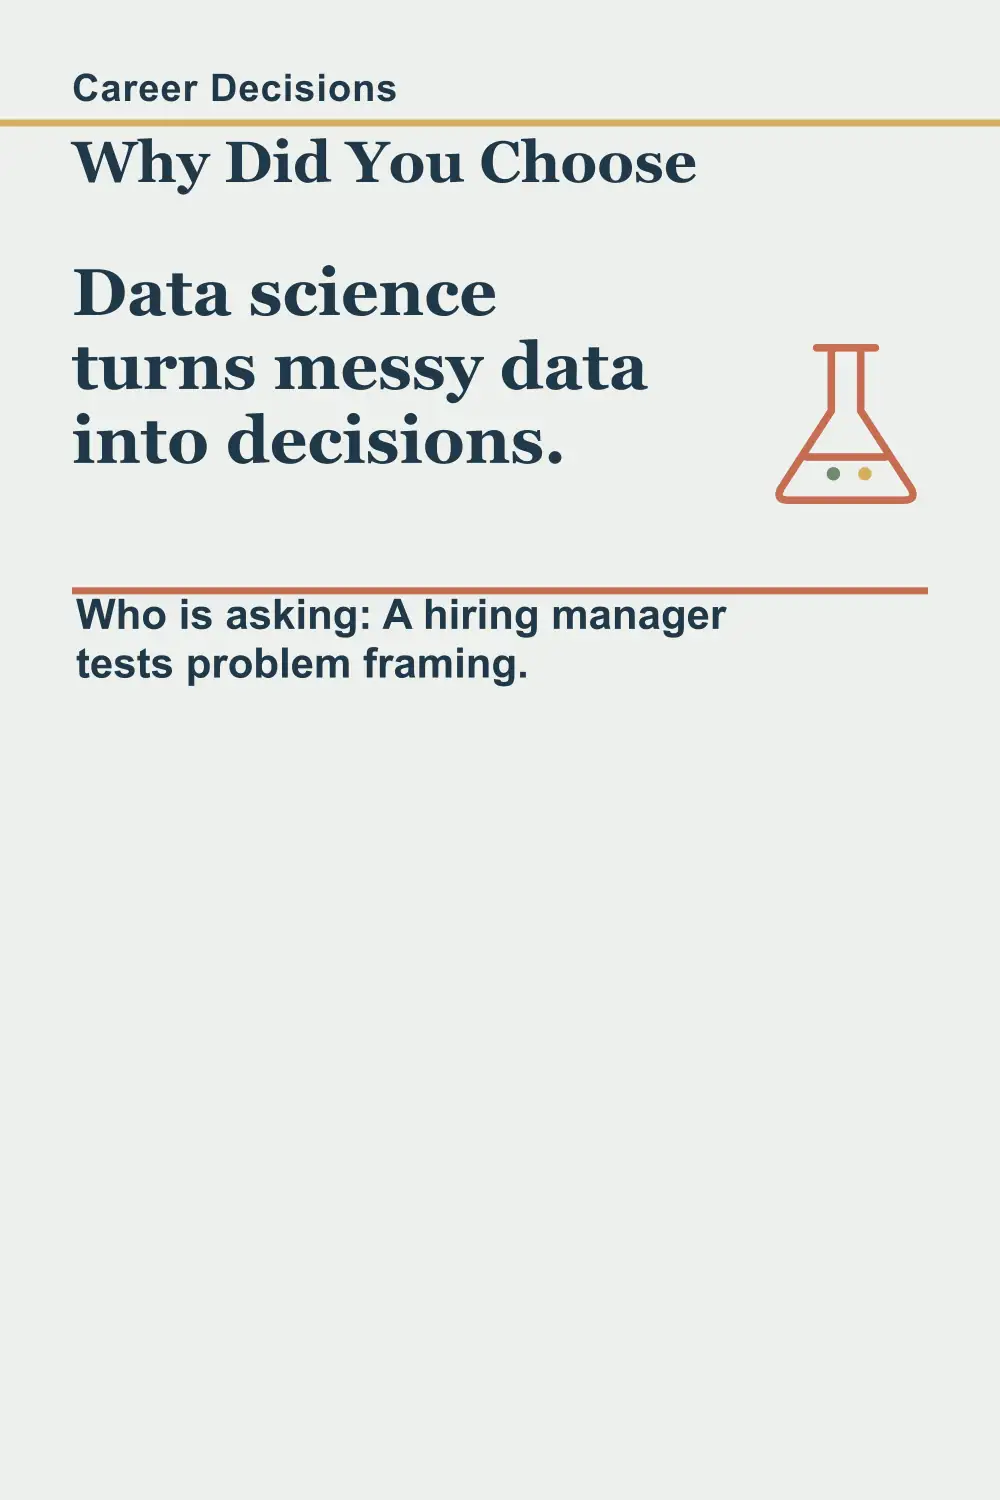 Career Decisions
Why Did You Choose
Data science
turns messy data
into decisions.
Who is asking: A hiring manager
tests problem framing.